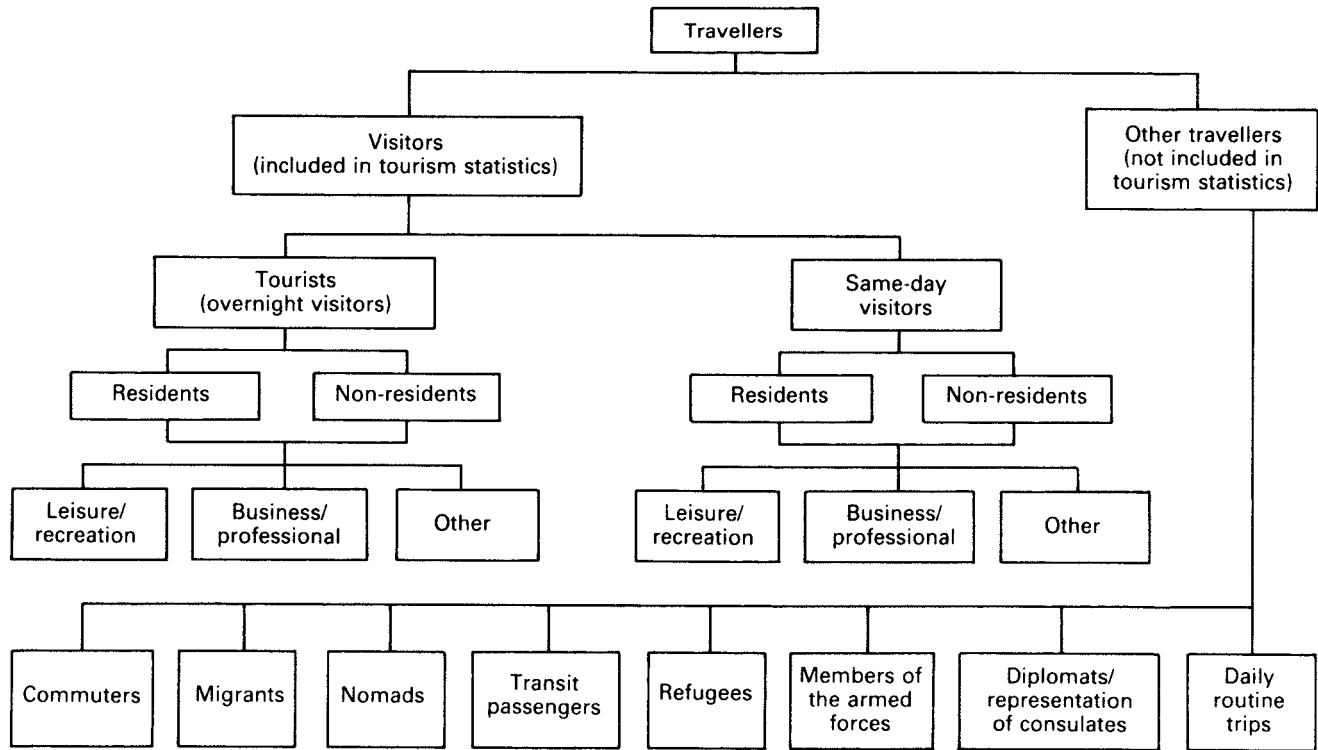 Travellers
Visitors
(included in tourism statistics)
Other travellers
(not included in
tourism statistics)
Tourists
(overnight visitors)
Same-day
visitors
Residents
Non-residents
Residents
Non-residents
Leisure/
recreation
Business/
professional
Other
Leisure/
recreation
Business/
professional
Other
Commuters
Migrants
Nomads
Transit
passengers
Refugees
Members of
the armed
forces
Diplomats/
representation
of consulates
Daily
routine
trips